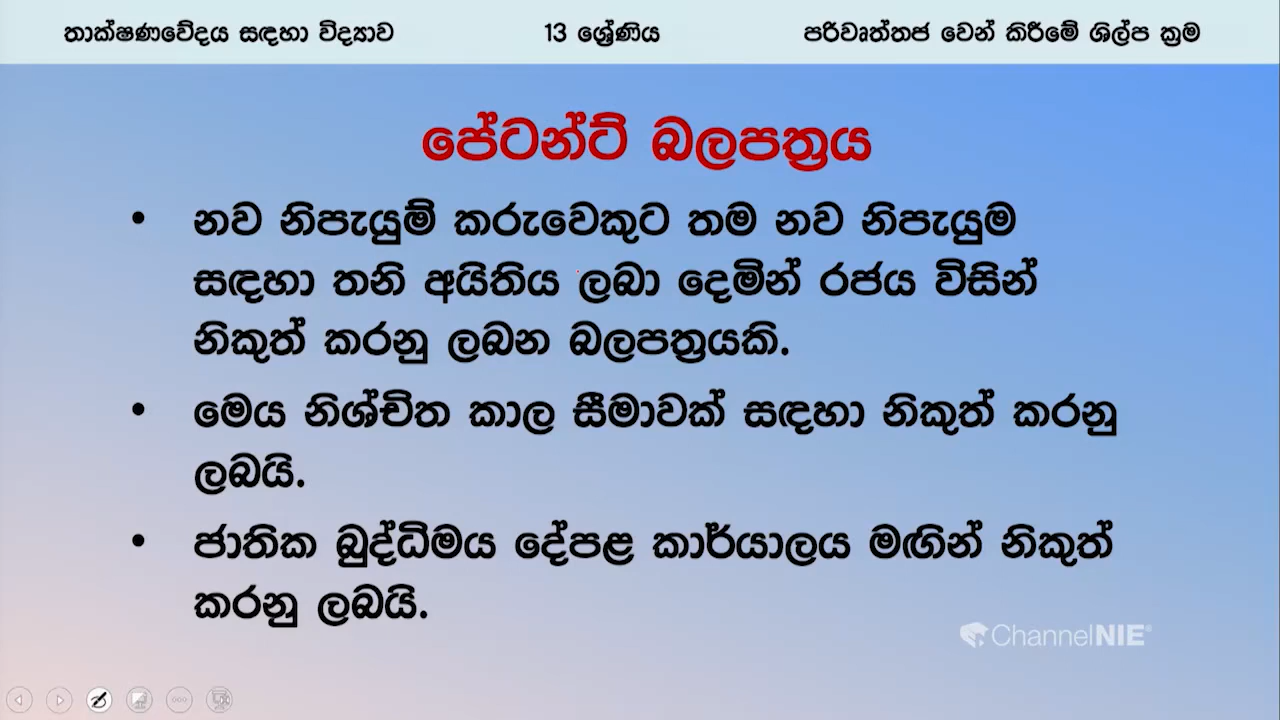 තාක්ෂණවේදය සඳහා විද්‍යාව 13 ශ්‍රේණිය පරිවෘත්තජ වෙන් කිරීමේ ශිල්ප ක්‍රම
පේටන්ට් බලපත්‍රය
• නව නිපැයුම් කරුවෙකුට තම නව නිපැයුම
සඳහා තනි අයිතිය ලබා දෙමින් රජය විසින්
නිකුත් කරනු ලබන බලපත්‍රයකි.
• මෙය නිශ්චිත කාල සීමාවක් සඳහා නිකුත් කරනු
ලබයි.
• ජාතික බුද්ධිමය දේපළ කාර්යාලය මඟින් නිකුත්
කරනු ලබයි.
ChannelNIE®